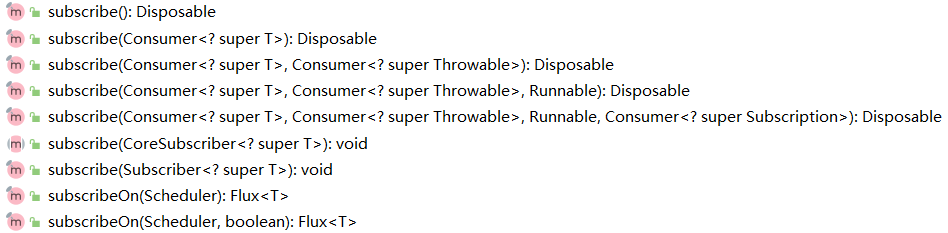 m subscribe(): Disposable
m subscribe(Consumer<? super T>): Disposable
m subscribe(Consumer<? super T>, Consumer<? super Throwable>): Disposable
m subscribe(Consumer<? super T>, Consumer<? super Throwable>, Runnable): Disposable
m subscribe(Consumer<? super T>, Consumer<? super Throwable>, Runnable, Consumer<? super Subscription>): Disposable
m subscribe(CoreSubscriber<? super T>): void
m subscribe(Subscriber<? super T>): void
m subscribeOn(Scheduler): Flux<T>
m subscribeOn(Scheduler, boolean): Flux<T>